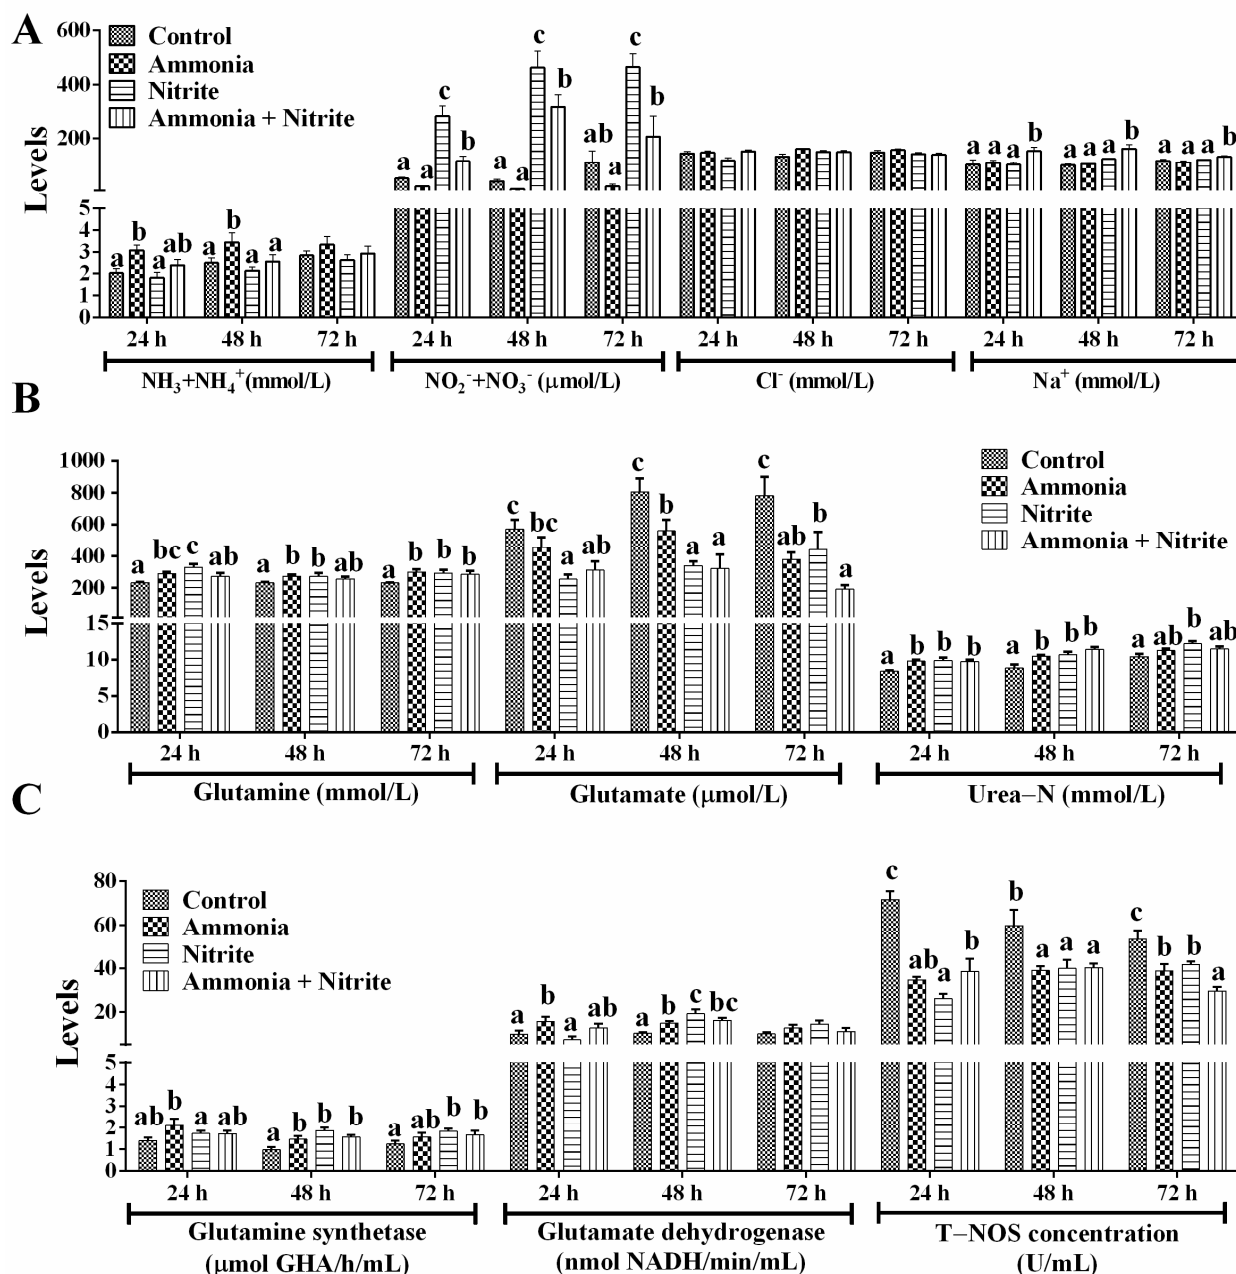 A
600
400
200
5
4
3
2
1
0
Levels
Control
Ammonia
Nitrite
Ammonia + Nitrite
a b a ab a b a a
a a c b a a c b ab a c b
a a a b a a a b a a a b
24 h 48 h 72 h 24 h 48 h 72 h 24 h 48 h 72 h 24 h 48 h 72 h
NH₃+NH₄⁺(mmol/L) NO₂⁻+NO₃⁻ (μmol/L) Cl⁻ (mmol/L) Na⁺ (mmol/L)
B
1000
800
600
400
200
15
10
5
0
Levels
Control
Ammonia
Nitrite
Ammonia + Nitrite
a bc c ab a b b ab a b b b
c bc a ab c b a a c ab b a
a b b b a b b b a ab b ab
24 h 48 h 72 h 24 h 48 h 72 h 24 h 48 h 72 h
Glutamine (mmol/L) Glutamate (μmol/L) Urea–N (mmol/L)
C
80
60
40
20
5
4
3
2
1
0
Levels
Control
Ammonia
Nitrite
Ammonia + Nitrite
ab b a ab a b b b a ab b b
a b a ab a b c bc
c ab a b b a a a c b b a
24 h 48 h 72 h 24 h 48 h 72 h 24 h 48 h 72 h
Glutamine synthetase Glutamate dehydrogenase T–NOS concentration
(μmol GHA/h/mL) (nmol NADH/min/mL) (U/mL)